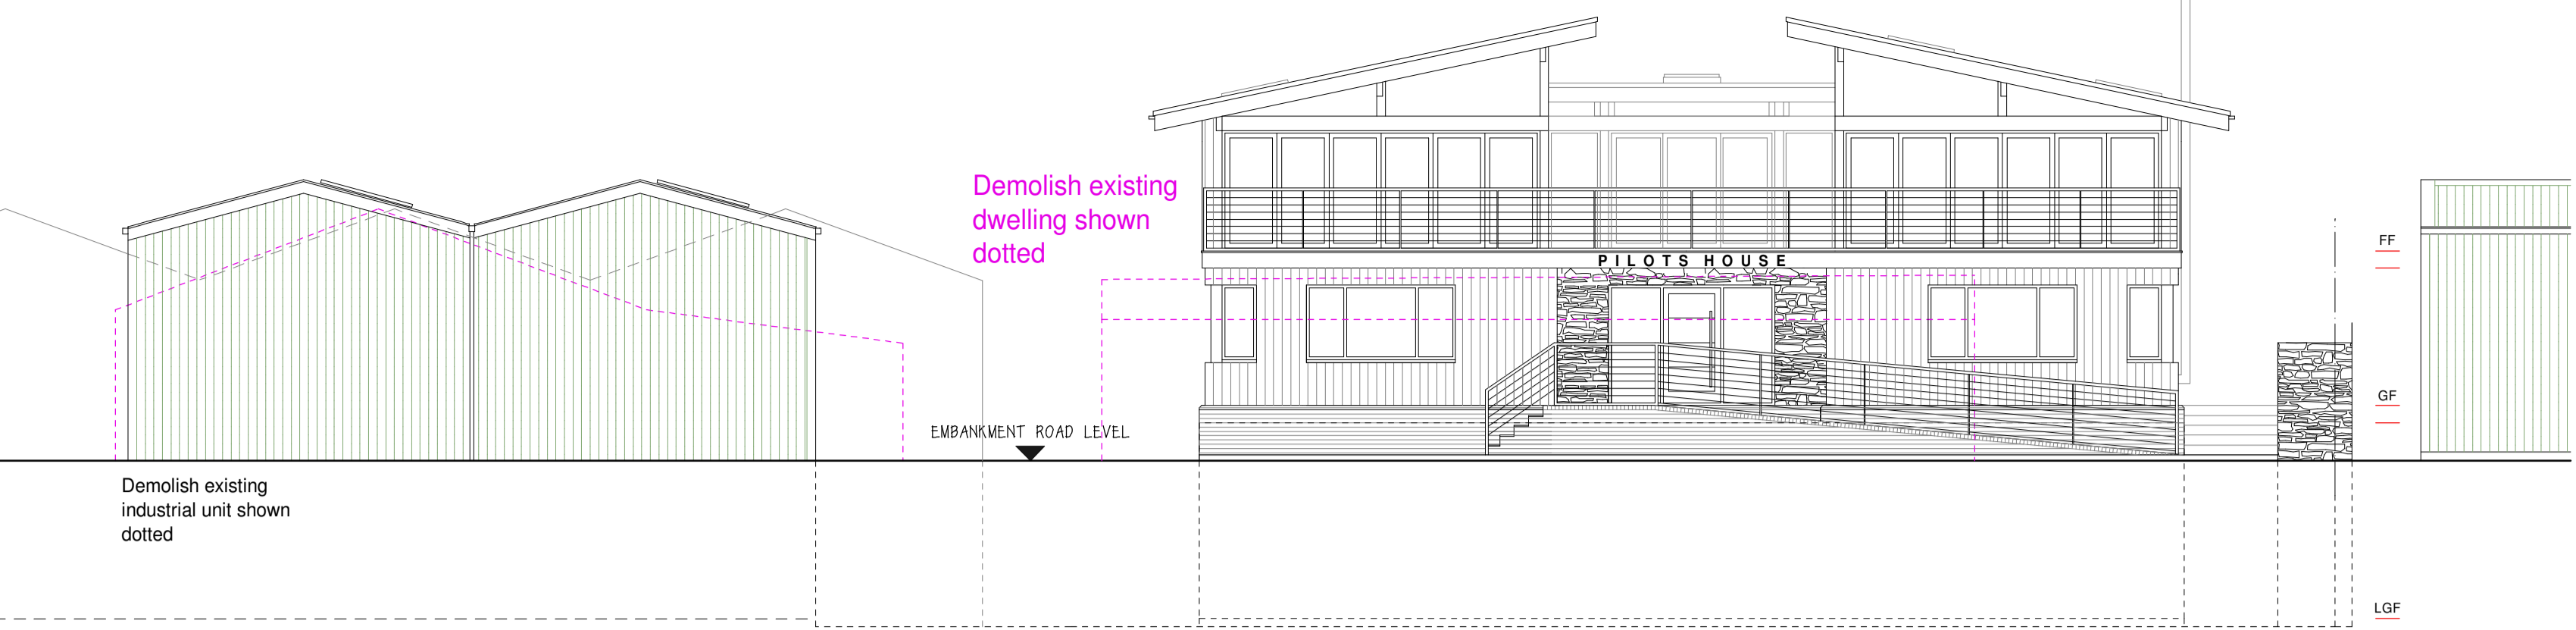 Demolish existing
dwelling shown
dotted
PILOTS HOUSE
FF
GF
EMBANKMENT ROAD LEVEL
Demolish existing
industrial unit shown
dotted
LGF